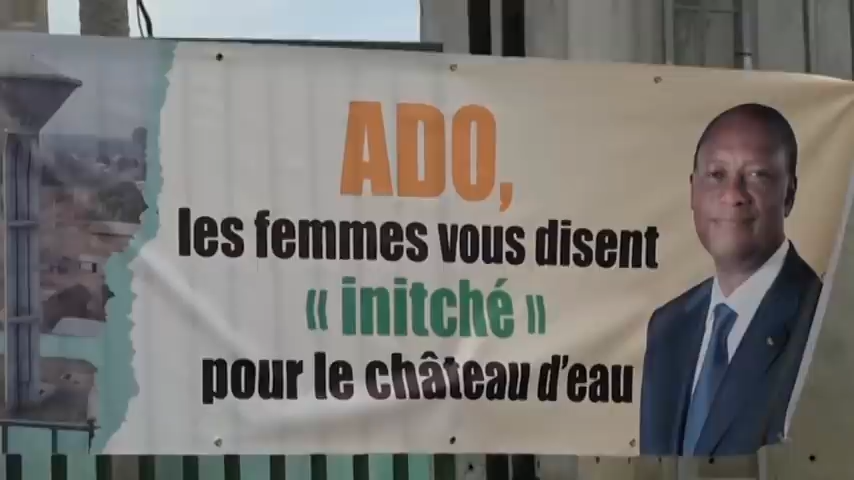 ADO,
les femmes vous disent
« initché »
pour le château d'eau